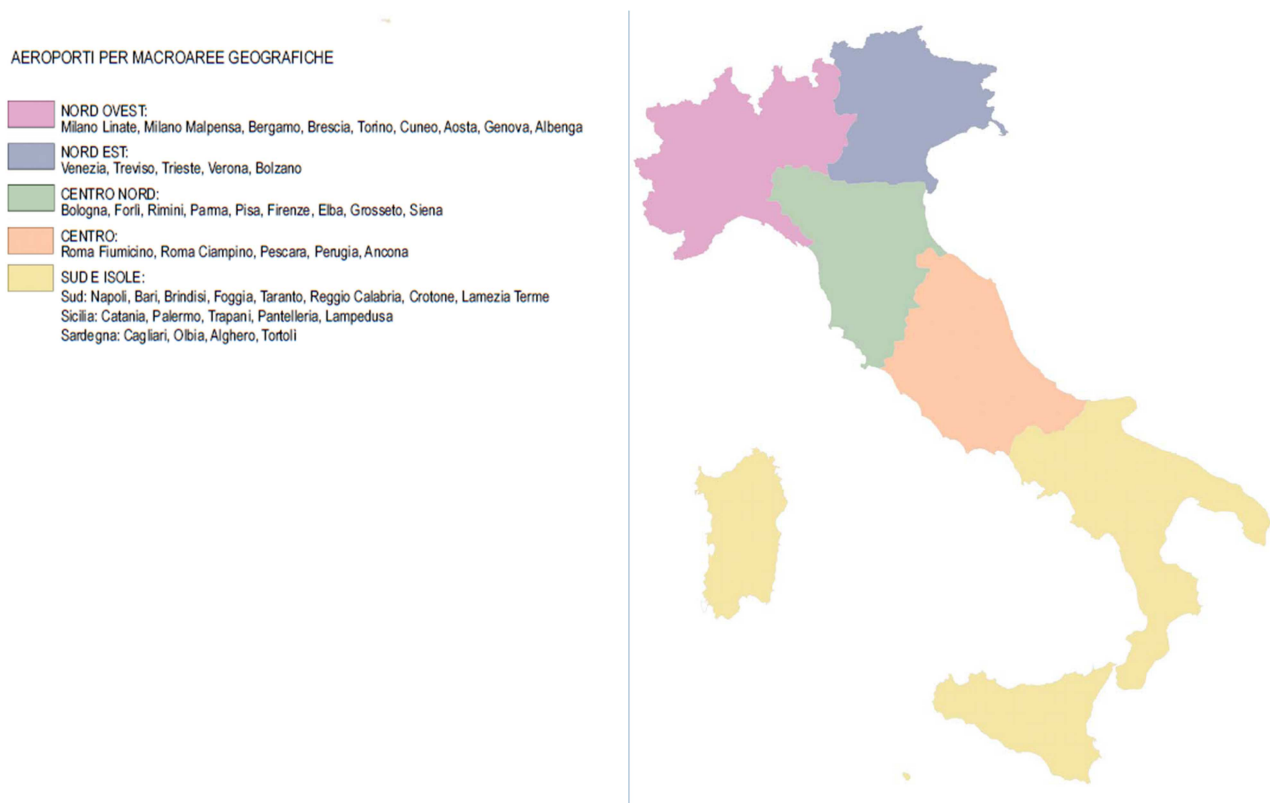 AEROPORTI PER MACROAREE GEOGRAFICHE
NORD OVEST:
Milano Linate, Milano Malpensa, Bergamo, Brescia, Torino, Cuneo, Aosta, Genova, Albenga
NORD EST:
Venezia, Treviso, Trieste, Verona, Bolzano
CENTRO NORD:
Bologna, Forlì, Rimini, Parma, Pisa, Firenze, Elba, Grosseto, Siena
CENTRO:
Roma Fiumicino, Roma Ciampino, Pescara, Perugia, Ancona
SUD E ISOLE:
Sud: Napoli, Bari, Brindisi, Foggia, Taranto, Reggio Calabria, Crotone, Lamezia Terme
Sicilia: Catania, Palermo, Trapani, Pantelleria, Lampedusa
Sardegna: Cagliari, Olbia, Alghero, Tortolì